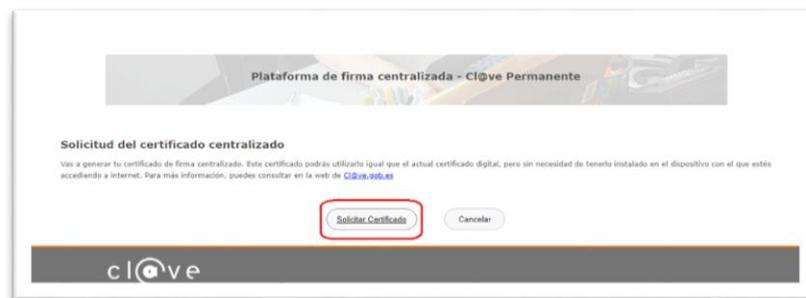 Plataforma de firma centralizada - Cl@ve Permanente
Solicitud del certificado centralizado
Vas a generar tu certificado de firma centralizado. Este certificado podrás utilizarlo igual que el actual certificado digital, pero sin necesidad de tenerlo instalado en el dispositivo con el que estés
accediendo a internet. Para más información, puedes consultar en la web de Cl@ve.gob.es
Solicitar Certificado Cancelar
cl@ve